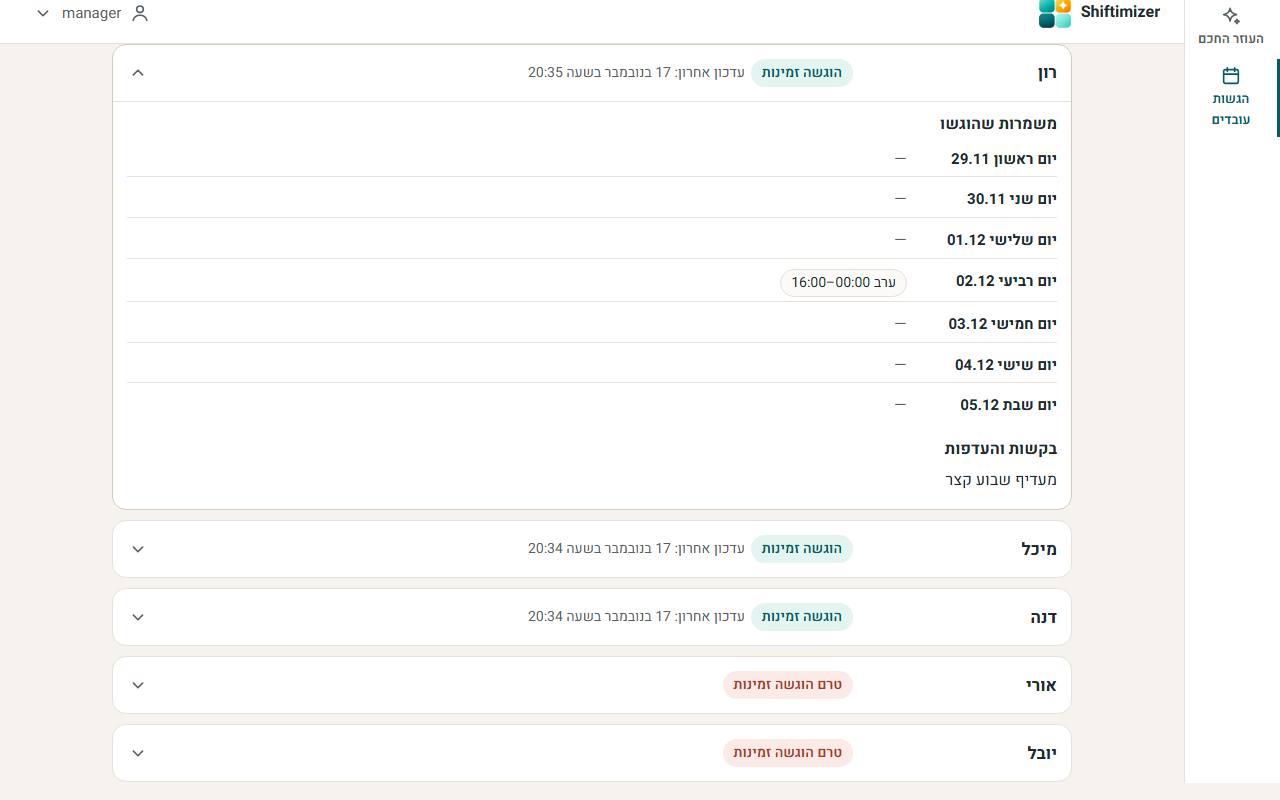 Shiftimizer
manager
העוזר החכם
הגשות
עובדים
רון הוגשה זמינות עדכון אחרון: 17 בנובמבר בשעה 20:35
משמרות שהוגשו
יום ראשון 29.11 —
יום שני 30.11 —
יום שלישי 01.12 —
יום רביעי 02.12 ערב 16:00–00:00
יום חמישי 03.12 —
יום שישי 04.12 —
יום שבת 05.12 —
בקשות והעדפות
מעדיף שבוע קצר
מיכל הוגשה זמינות עדכון אחרון: 17 בנובמבר בשעה 20:34
דנה הוגשה זמינות עדכון אחרון: 17 בנובמבר בשעה 20:34
אורי טרם הוגשה זמינות
יובל טרם הוגשה זמינות